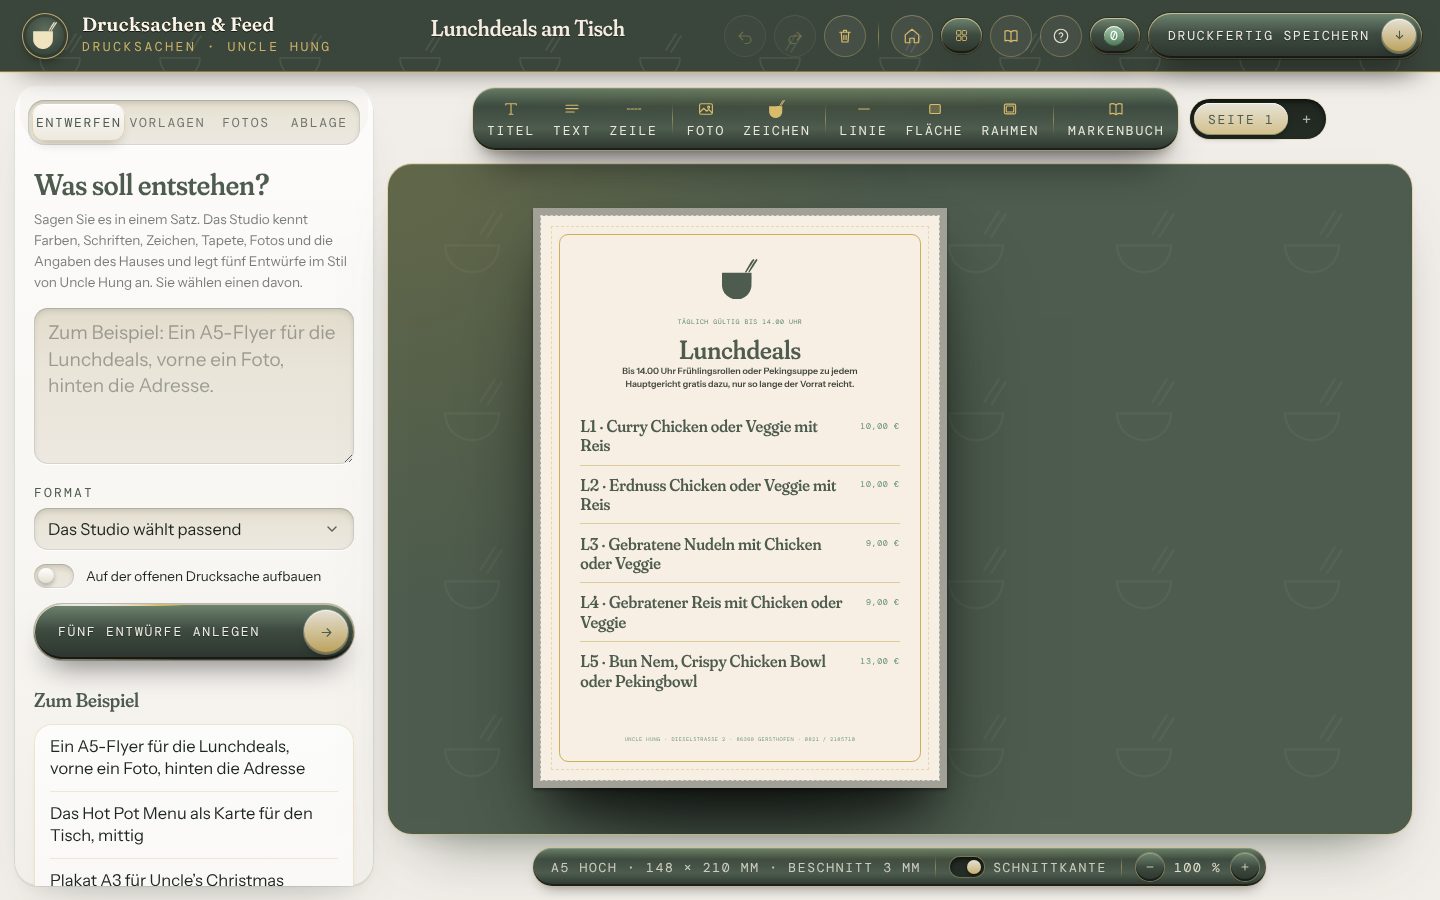 Drucksachen & Feed
DRUCKSACHEN · UNCLE HUNG
Lunchdeals am Tisch
0
DRUCKFERTIG SPEICHERN
ENTWERFEN
VORLAGEN
FOTOS
ABLAGE
TITEL
TEXT
ZEILE
FOTO
ZEICHEN
LINIE
FLÄCHE
RAHMEN
MARKENBUCH
SEITE 1
+
Was soll entstehen?
Sagen Sie es in einem Satz. Das Studio kennt
Farben, Schriften, Zeichen, Tapete, Fotos und die
Angaben des Hauses und legt fünf Entwürfe im Stil
von Uncle Hung an. Sie wählen einen davon.
Zum Beispiel: Ein A5-Flyer für die
Lunchdeals, vorne ein Foto,
hinten die Adresse.
FORMAT
Das Studio wählt passend
Auf der offenen Drucksache aufbauen
FÜNF ENTWÜRFE ANLEGEN
Zum Beispiel
Ein A5-Flyer für die Lunchdeals,
vorne ein Foto, hinten die Adresse
Das Hot Pot Menu als Karte für den
Tisch, mittig
Plakat A3 für Uncle's Christmas
TÄGLICH GÜLTIG BIS 14.00 UHR
Lunchdeals
Bis 14.00 Uhr Frühlingsrollen oder Pekingsuppe zu jedem
Hauptgericht gratis dazu, nur so lange der Vorrat reicht.
L1 · Curry Chicken oder Veggie mit
Reis
10,00 €
L2 · Erdnuss Chicken oder Veggie mit
Reis
10,00 €
L3 · Gebratene Nudeln mit Chicken
oder Veggie
9,00 €
L4 · Gebratener Reis mit Chicken oder
Veggie
9,00 €
L5 · Bun Nem, Crispy Chicken Bowl
oder Pekingbowl
13,00 €
UNCLE HUNG · DIESELSTRASSE 2 · 86368 GERSTHOFEN · 0821 / 2105710
A5 HOCH · 148 × 210 MM · BESCHNITT 3 MM
SCHNITTKANTE
−
100 %
+